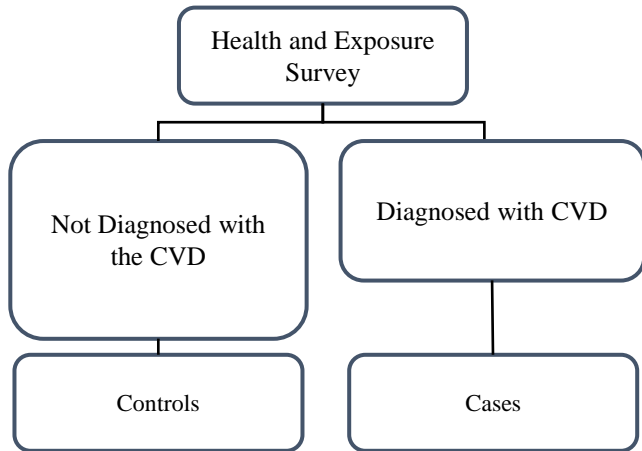 Health and Exposure
Survey
Not Diagnosed with
the CVD
Diagnosed with CVD
Controls
Cases